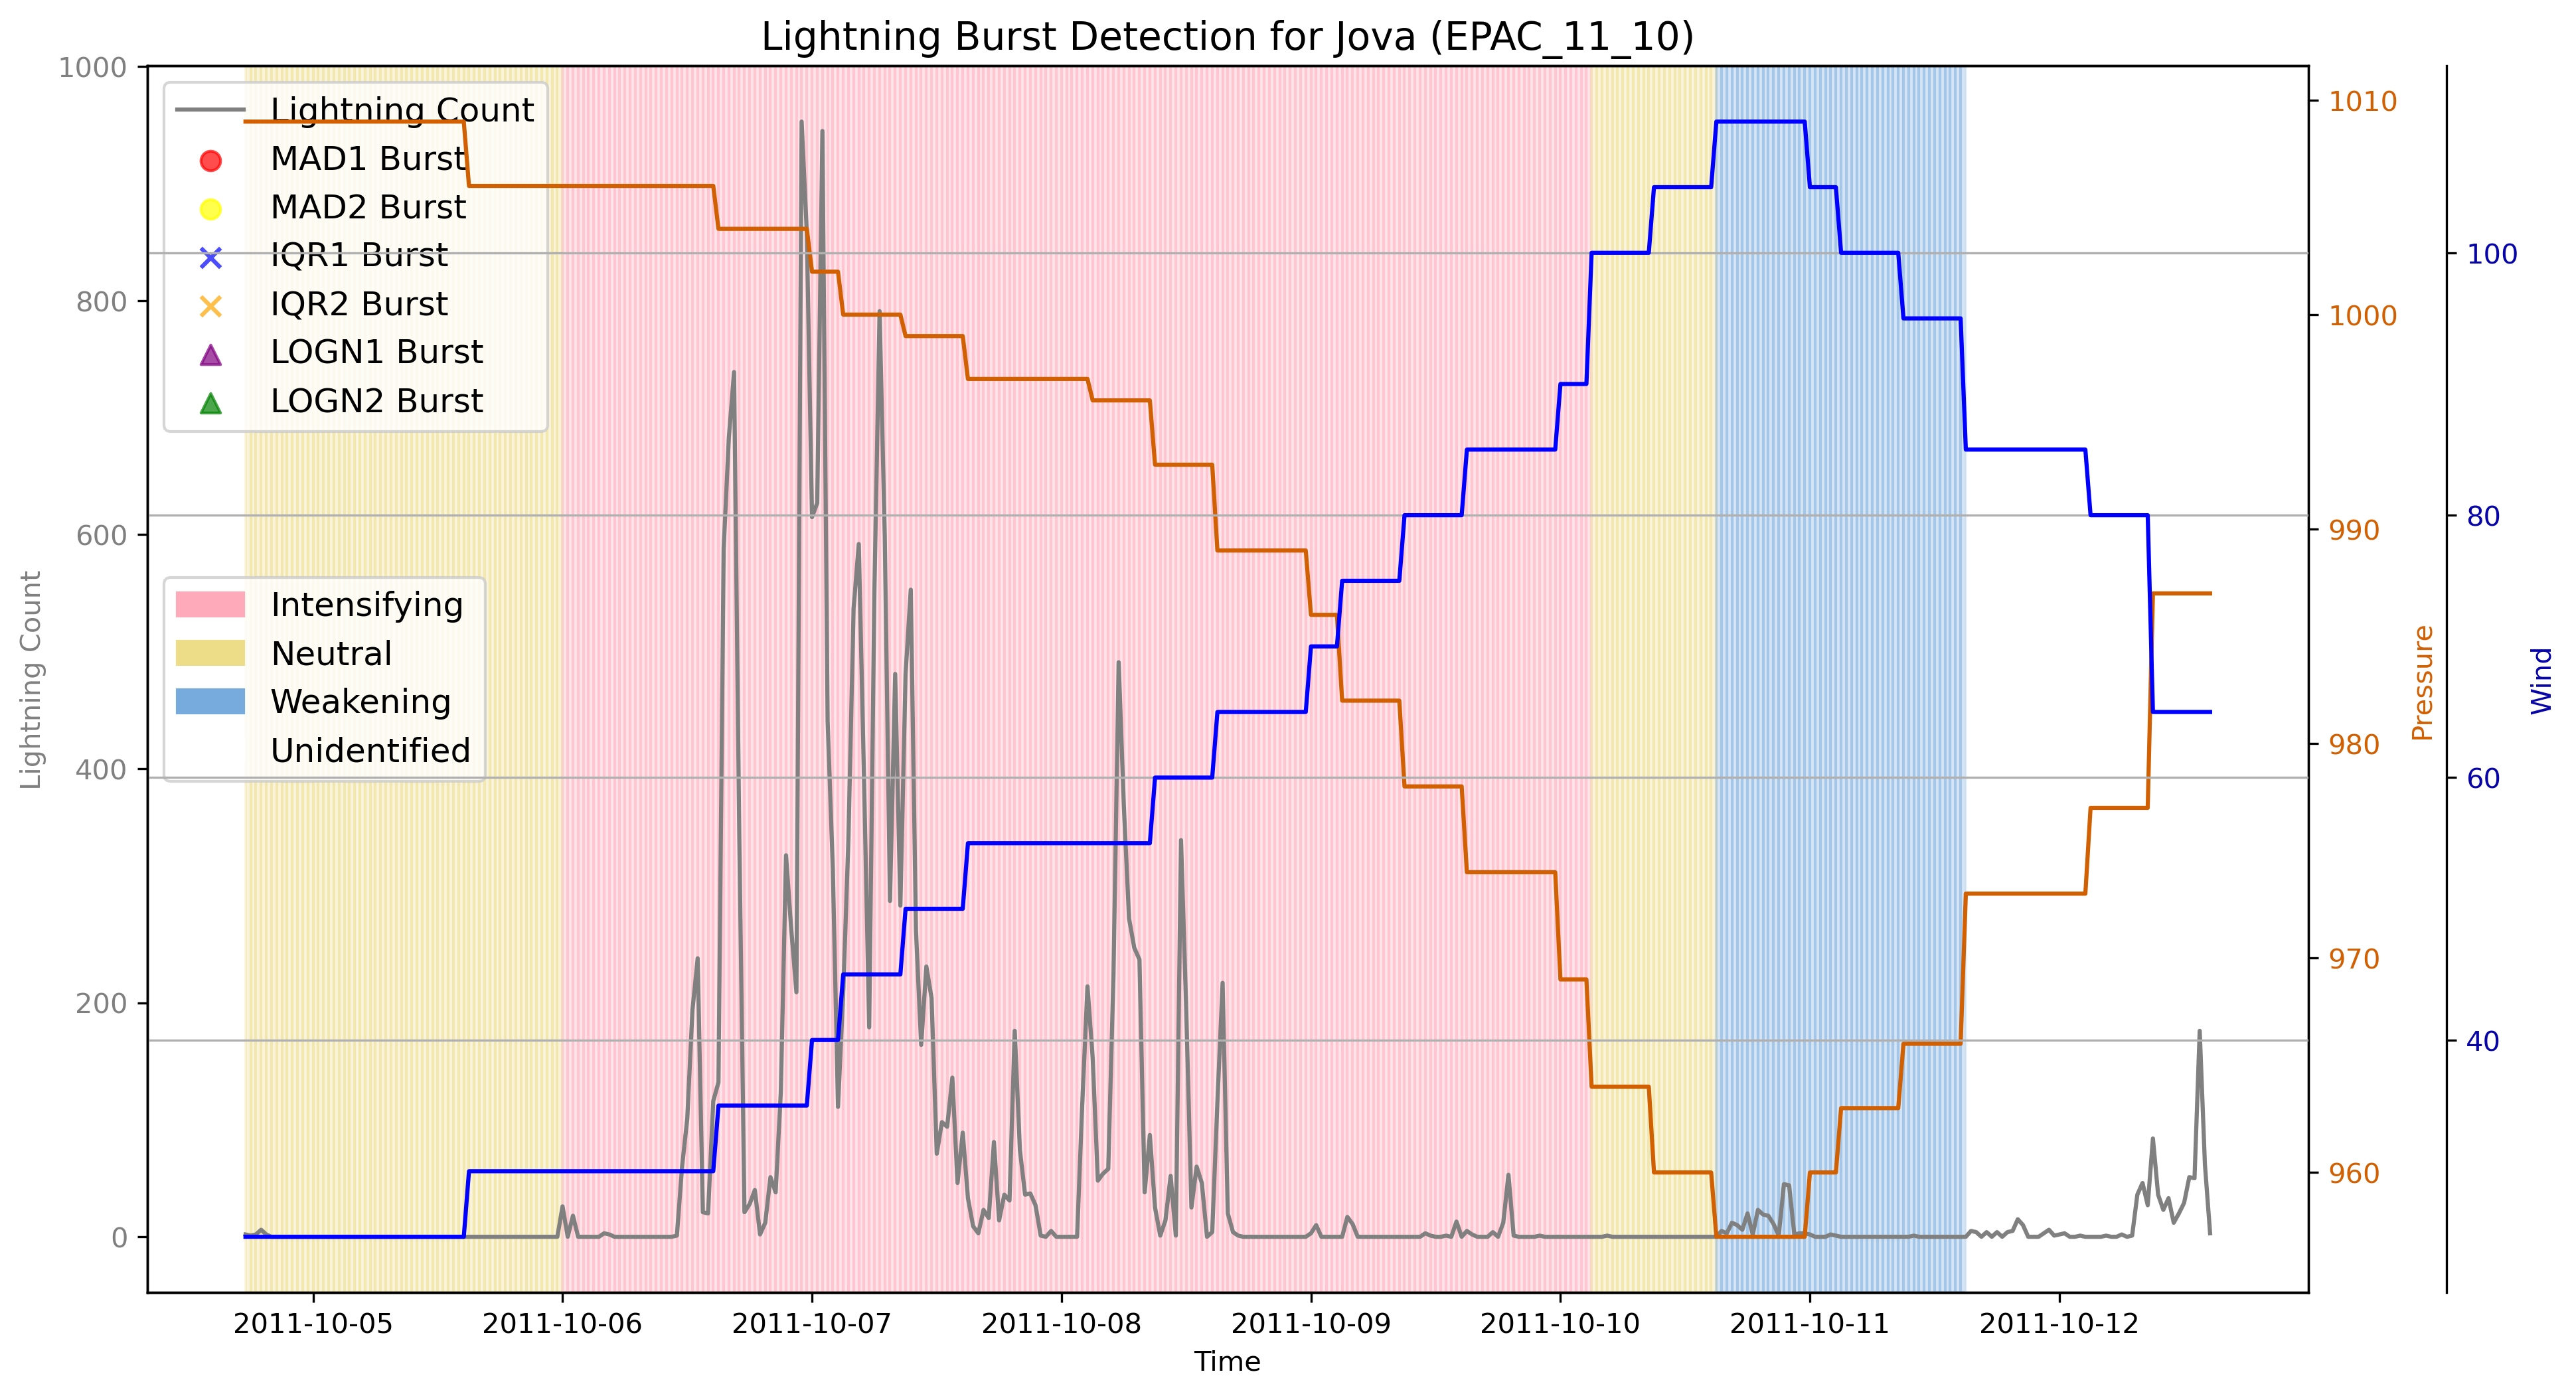 Lightning Burst Detection for Jova (EPAC_11_10)
1000
800
600
400
200
0
Lightning Count
Lightning Count
MAD1 Burst
MAD2 Burst
IQR1 Burst
IQR2 Burst
LOGN1 Burst
LOGN2 Burst
Intensifying
Neutral
Weakening
Unidentified
1010
1000
990
980
970
960
Pressure
100
80
60
40
Wind
2011-10-05
2011-10-06
2011-10-07
2011-10-08
2011-10-09
2011-10-10
2011-10-11
2011-10-12
Time